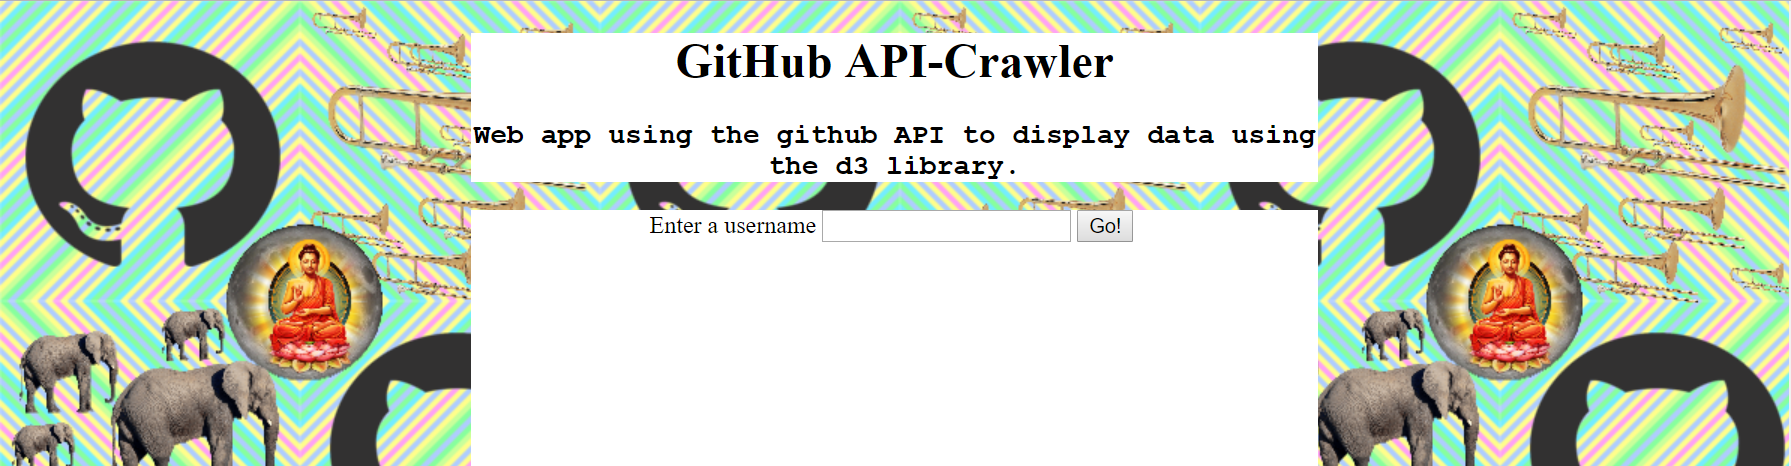 GitHub API-Crawler
Web app using the github API to display data using
the d3 library.
Enter a username Go!